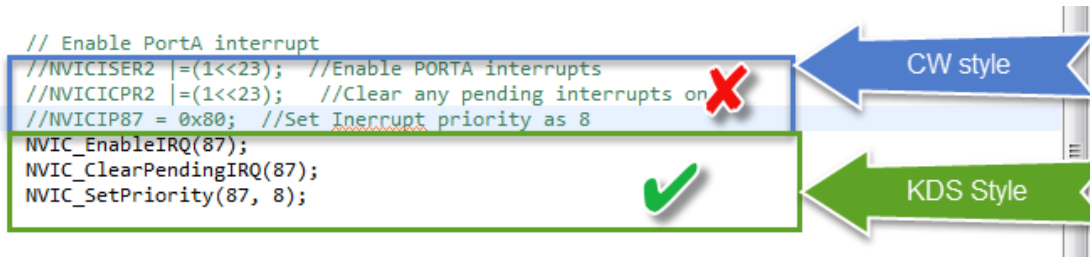 // Enable PortA interrupt
//NVICISER2 |=(1<<23);  //Enable PORTA interrupts
//NVICICPR2 |=(1<<23);   //Clear any pending interrupts on
//NVICIP87 = 0x80;  //Set Inerrupt priority as 8
NVIC_EnableIRQ(87);
NVIC_ClearPendingIRQ(87);
NVIC_SetPriority(87, 8);
CW style
KDS Style